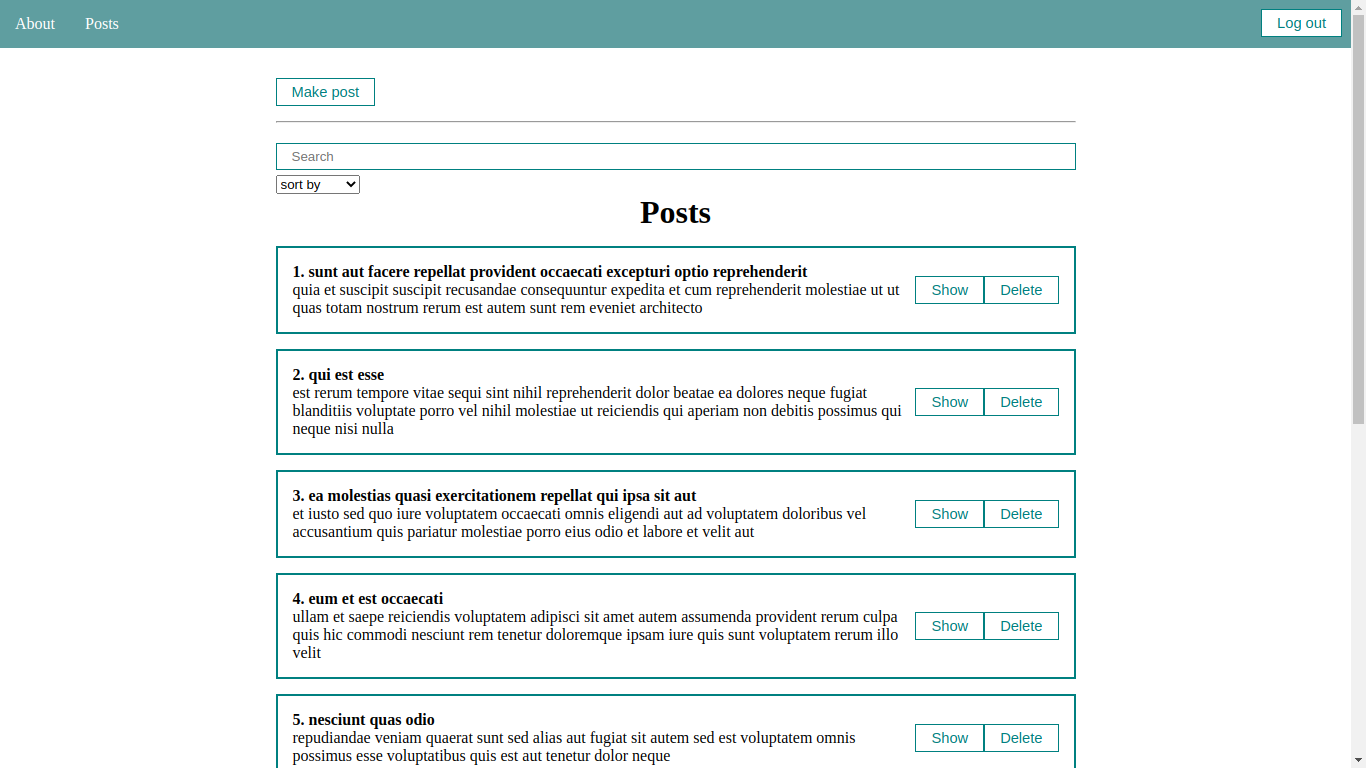 About Posts Log out
Make post
Search
sort by
Posts
1. sunt aut facere repellat provident occaecati excepturi optio reprehenderit
quia et suscipit suscipit recusandae consequuntur expedita et cum reprehenderit molestiae ut ut
quas totam nostrum rerum est autem sunt rem eveniet architecto
Show Delete
2. qui est esse
est rerum tempore vitae sequi sint nihil reprehenderit dolor beatae ea dolores neque fugiat
blanditiis voluptate porro vel nihil molestiae ut reiciendis qui aperiam non debitis possimus qui
neque nisi nulla
Show Delete
3. ea molestias quasi exercitationem repellat qui ipsa sit aut
et iusto sed quo iure voluptatem occaecati omnis eligendi aut ad voluptatem doloribus vel
accusantium quis pariatur molestiae porro eius odio et labore et velit aut
Show Delete
4. eum et est occaecati
ullam et saepe reiciendis voluptatem adipisci sit amet autem assumenda provident rerum culpa
quis hic commodi nesciunt rem tenetur doloremque ipsam iure quis sunt voluptatem rerum illo
velit
Show Delete
5. nesciunt quas odio
repudiandae veniam quaerat sunt sed alias aut fugiat sit autem sed est voluptatem omnis
possimus esse voluptatibus quis est aut tenetur dolor neque
Show Delete